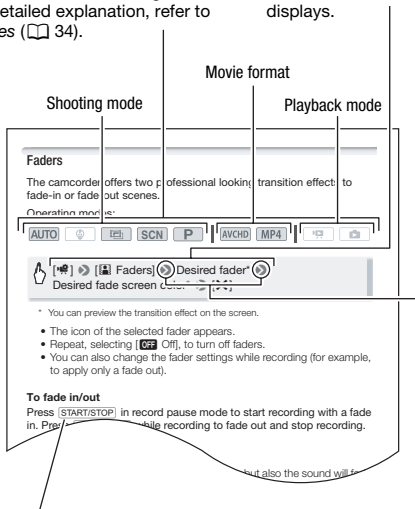 etailed explanation, refer to
es (34).
displays.
Movie format
Shooting mode
Playback mode
Faders
The camcorder offers two professional looking transition effects to
fade-in or fade out scenes.
Operating modes:
AUTO SCN P AVCHD MP4
[ ] [ Faders] Desired fader*
Desired fade screen color* [ ]
* You can preview the transition effect on the screen.
• The icon of the selected fader appears.
• Repeat, selecting [OFF Off], to turn off faders.
• You can also change the fader settings while recording (for example,
to apply only a fade out).
To fade in/out
Press START/STOP in record pause mode to start recording with a fade
in. Press while recording to fade out and stop recording.
but also the sound will